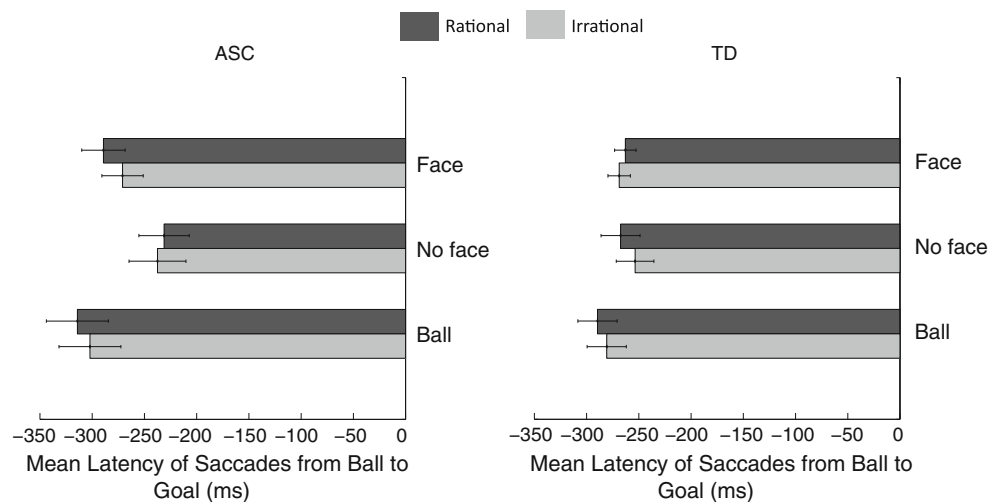 Rational Irrational
ASC
Face
No face
Ball
−350 −300 −250 −200 −150 −100 −50 0
Mean Latency of Saccades from Ball to
Goal (ms)
TD
Face
No face
Ball
−350 −300 −250 −200 −150 −100 −50 0
Mean Latency of Saccades from Ball to
Goal (ms)